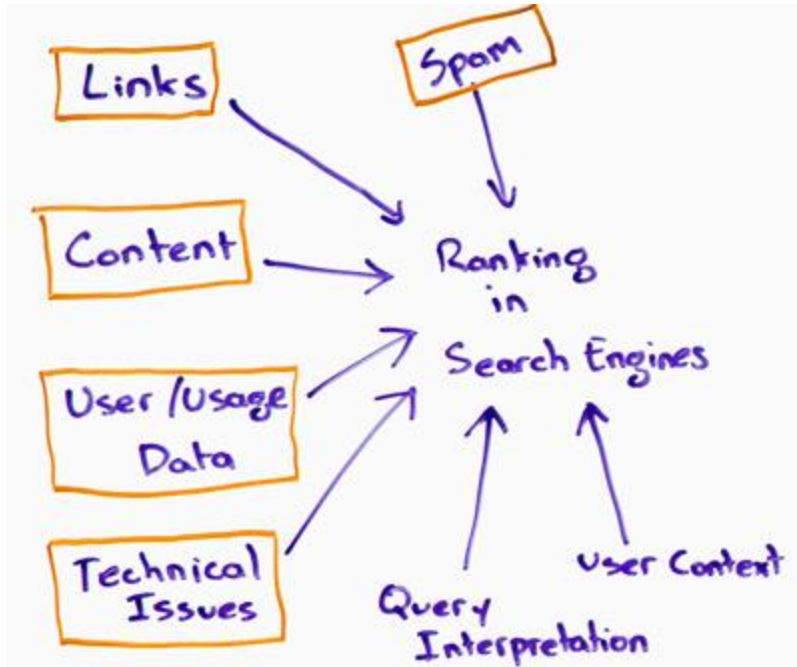 Links
Spam
Content
Ranking
in
Search Engines
User/Usage
Data
Technical
Issues
Query
Interpretation
User Context